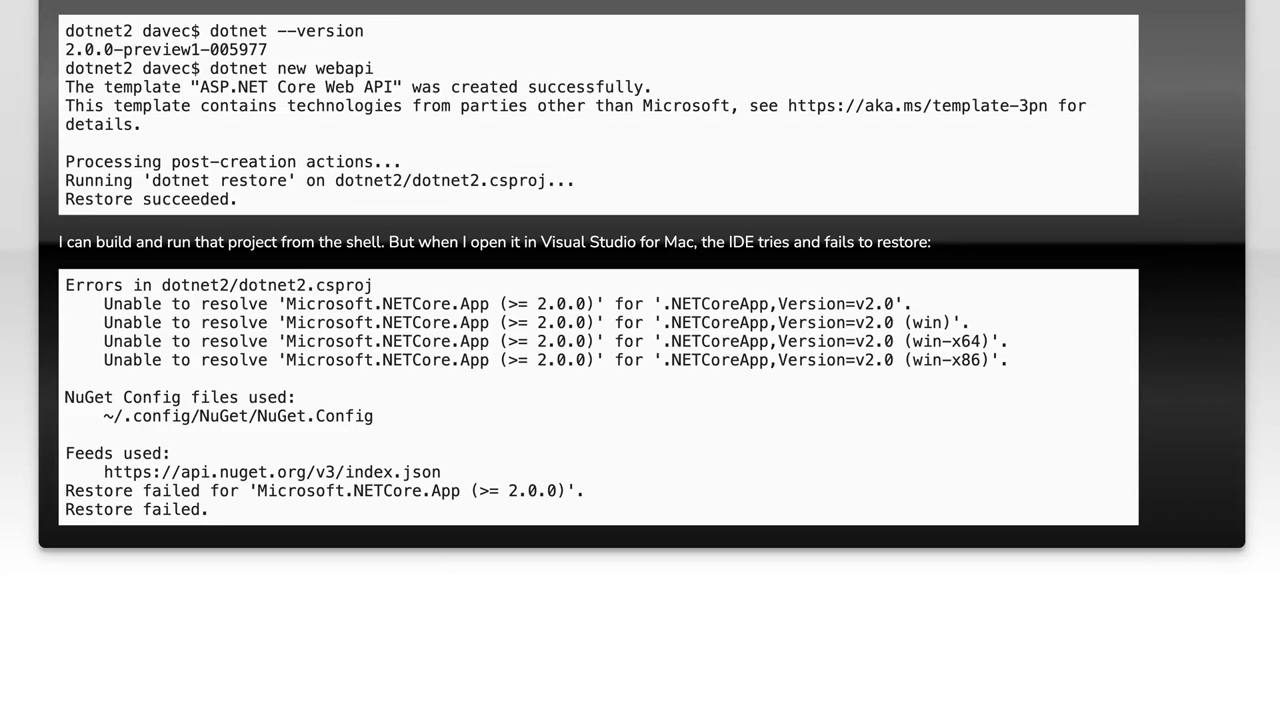 dotnet2 davec$ dotnet --version
2.0.0-preview1-005977
dotnet2 davec$ dotnet new webapi
The template "ASP.NET Core Web API" was created successfully.
This template contains technologies from parties other than Microsoft, see https://aka.ms/template-3pn for
details.
Processing post-creation actions...
Running 'dotnet restore' on dotnet2/dotnet2.csproj...
Restore succeeded.
I can build and run that project from the shell. But when I open it in Visual Studio for Mac, the IDE tries and fails to restore:
Errors in dotnet2/dotnet2.csproj
    Unable to resolve 'Microsoft.NETCore.App (>= 2.0.0)' for '.NETCoreApp,Version=v2.0'.
    Unable to resolve 'Microsoft.NETCore.App (>= 2.0.0)' for '.NETCoreApp,Version=v2.0 (win)'.
    Unable to resolve 'Microsoft.NETCore.App (>= 2.0.0)' for '.NETCoreApp,Version=v2.0 (win-x64)'.
    Unable to resolve 'Microsoft.NETCore.App (>= 2.0.0)' for '.NETCoreApp,Version=v2.0 (win-x86)'.
NuGet Config files used:
    ~/.config/NuGet/NuGet.Config
Feeds used:
    https://api.nuget.org/v3/index.json
Restore failed for 'Microsoft.NETCore.App (>= 2.0.0)'.
Restore failed.